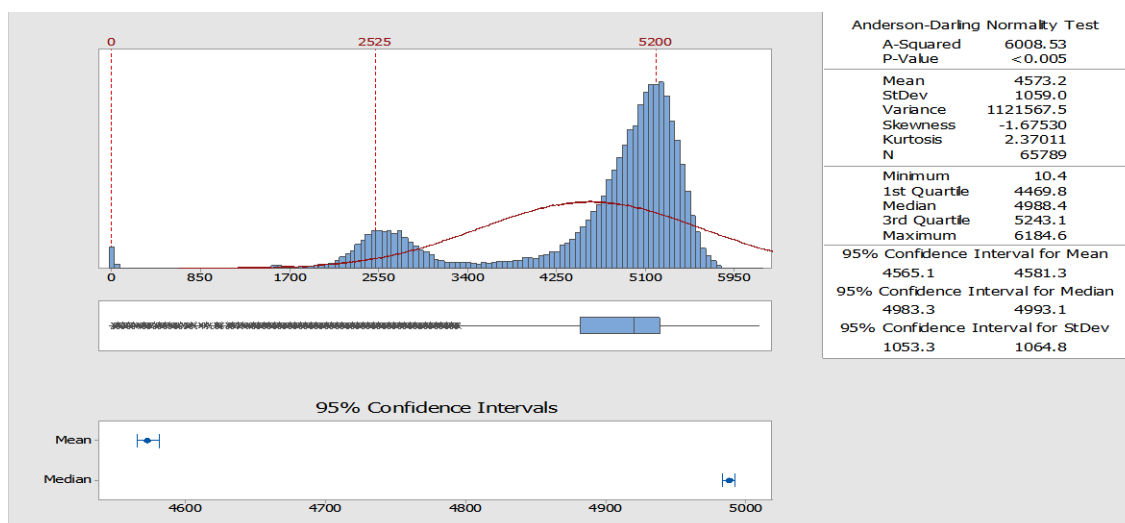 0 2525 5200
0 850 1700 2550 3400 4250 5100 5950
95% Confidence Intervals
Mean
Median
4600 4700 4800 4900 5000
Anderson-Darling Normality Test
A-Squared 6008.53
P-Value <0.005
Mean 4573.2
StDev 1059.0
Variance 1121567.5
Skewness -1.67530
Kurtosis 2.37011
N 65789
Minimum 10.4
1st Quartile 4469.8
Median 4988.4
3rd Quartile 5243.1
Maximum 6184.6
95% Confidence Interval for Mean
4565.1 4581.3
95% Confidence Interval for Median
4983.3 4993.1
95% Confidence Interval for StDev
1053.3 1064.8